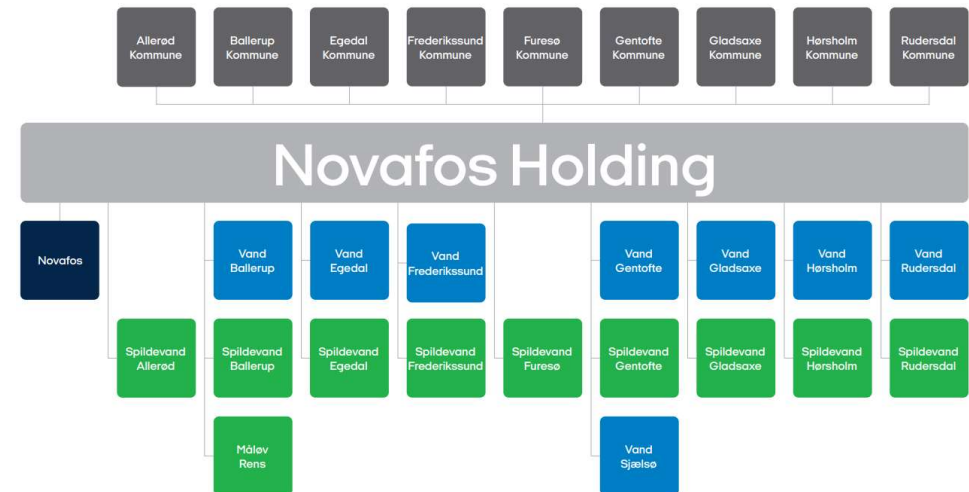 Allerød
Kommune
Ballerup
Kommune
Egedal
Kommune
Frederikssund
Kommune
Furesø
Kommune
Gentofte
Kommune
Gladsaxe
Kommune
Hørsholm
Kommune
Rudersdal
Kommune
Novafos Holding
Novafos
Vand
Ballerup
Vand
Egedal
Vand
Frederikssund
Vand
Gentofte
Vand
Gladsaxe
Vand
Hørsholm
Vand
Rudersdal
Spildevand
Allerød
Spildevand
Ballerup
Spildevand
Egedal
Spildevand
Frederikssund
Spildevand
Furesø
Spildevand
Gentofte
Spildevand
Gladsaxe
Spildevand
Hørsholm
Spildevand
Rudersdal
Måløv
Rens
Vand
Sjælsø